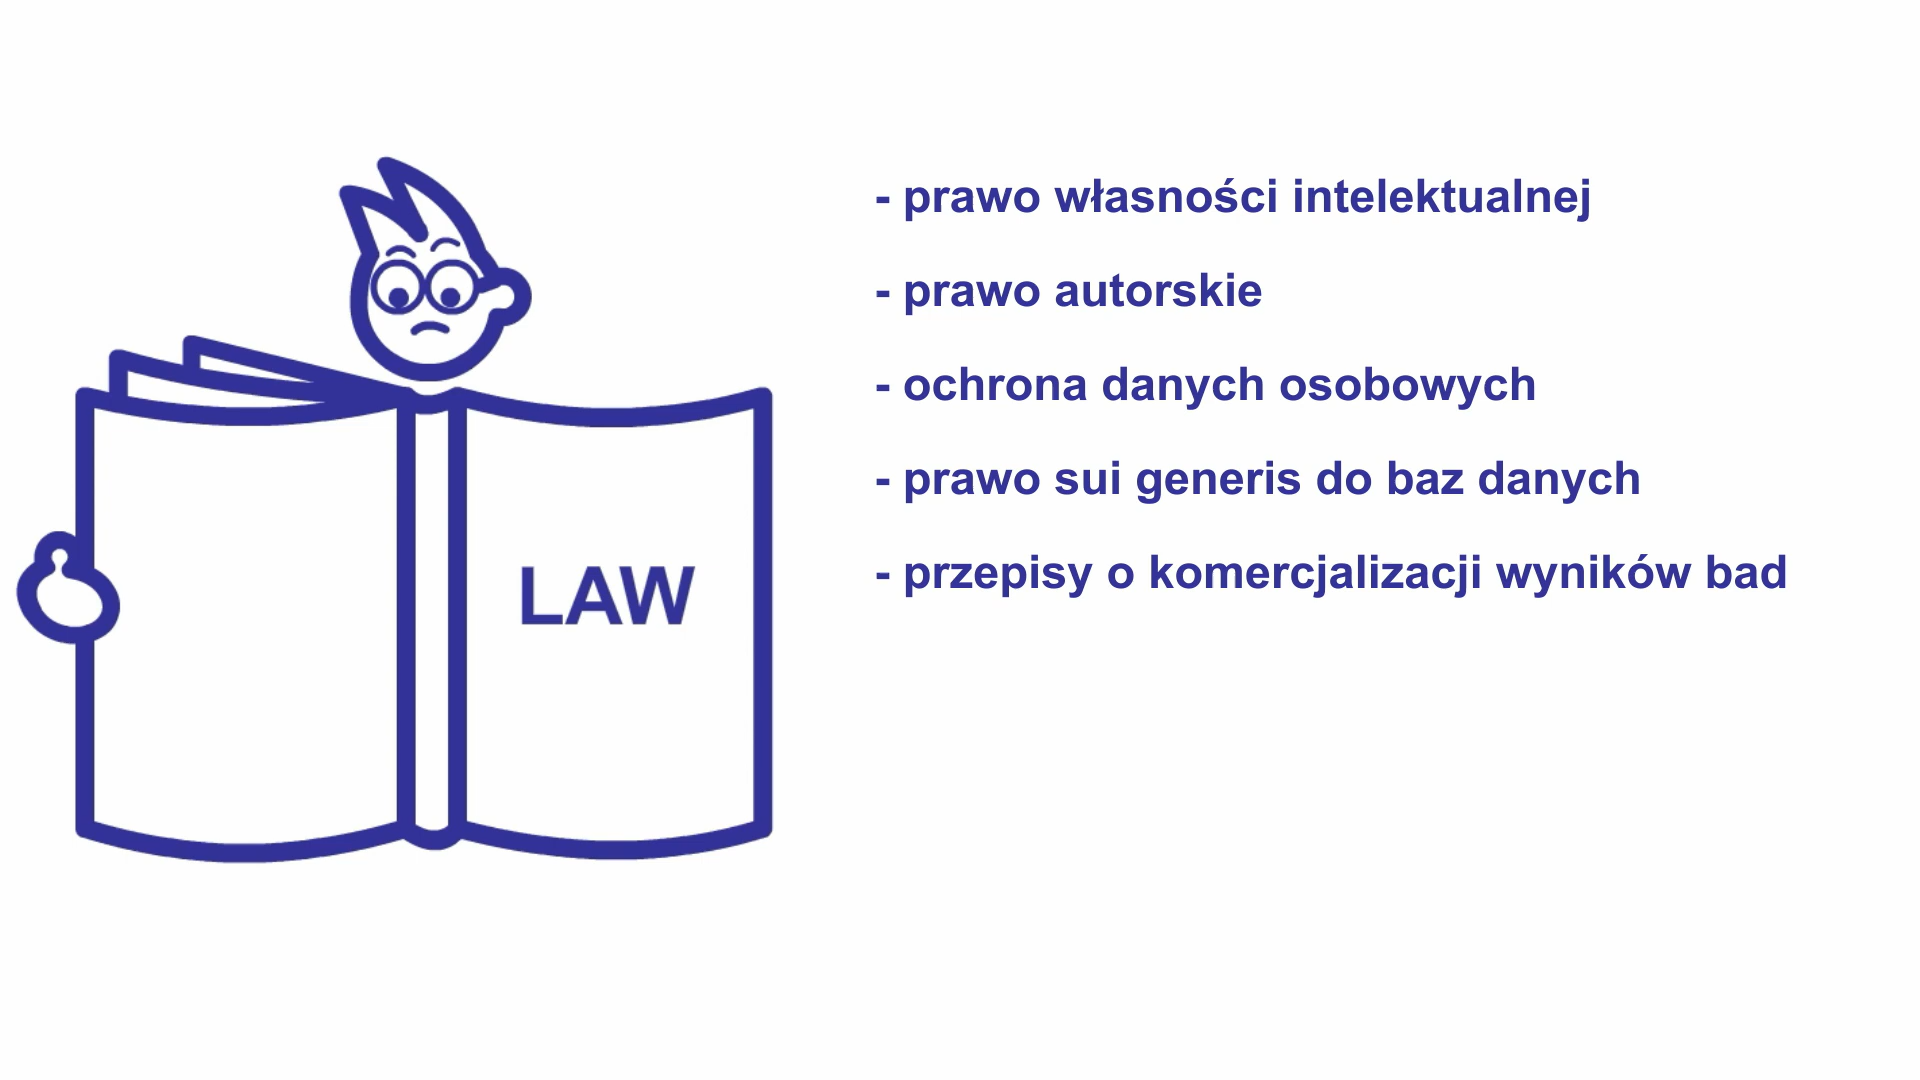 - prawo własności intelektualnej
- prawo autorskie
- ochrona danych osobowych
- prawo sui generis do baz danych
- przepisy o komercjalizacji wyników bad
LAW